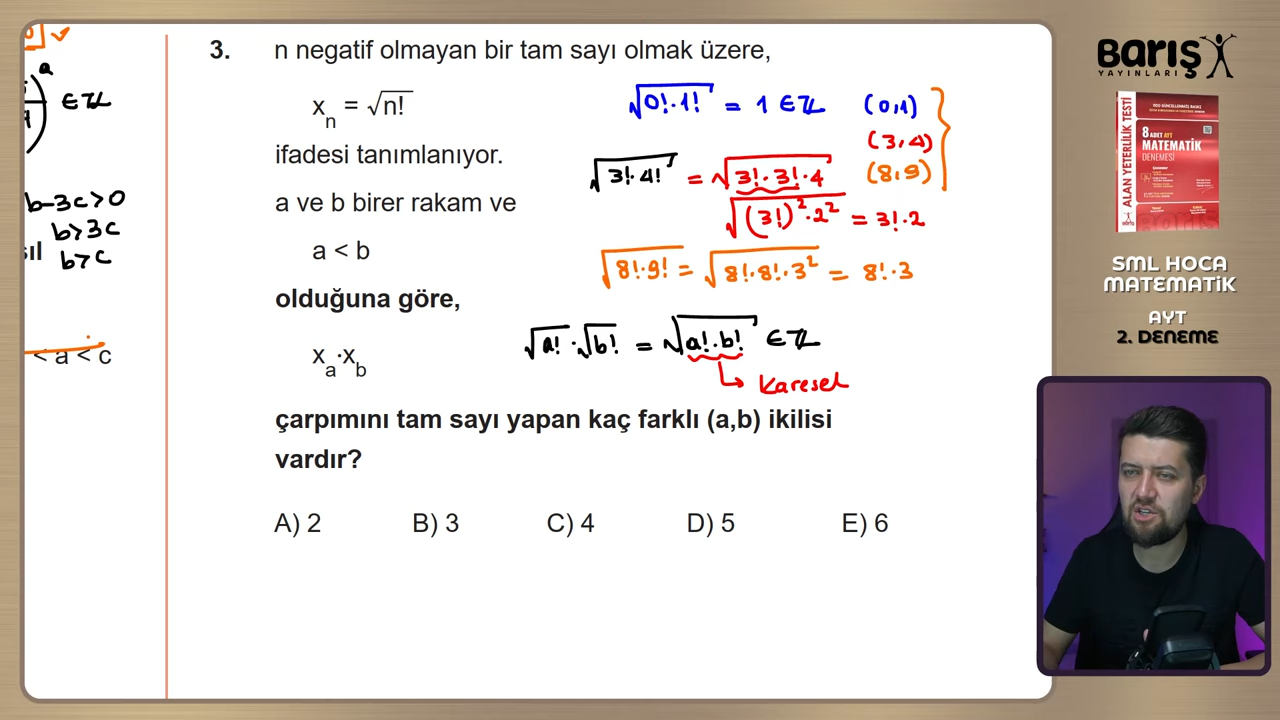 3. n negatif olmayan bir tam sayı olmak üzere,
x_n = √n!
ifadesi tanımlanıyor.
a ve b birer rakam ve
a < b
olduğuna göre,
x_a · x_b
çarpımını tam sayı yapan kaç farklı (a,b) ikilisi
vardır?
A) 2 B) 3 C) 4 D) 5 E) 6
√0!·1! = 1 ∈ Z (0,1)
(3,4)
√3!·4! = √3!·3!·4 (8,9)
√(3!)²·2² = 3!·2
√8!·9! = √8!·8!·3² = 8!·3
√a!·√b! = √a!·b! ∈ Z
↳ Karesel
a
∈ Z
b-3c>0
b>3c
b>c
< a < c
BARIŞ
YAYINLARI
ALAN YETERLİLİK TESTİ
8 ADET AYT
MATEMATİK
DENEMESİ
SML HOCA
MATEMATİK
AYT
2. DENEME